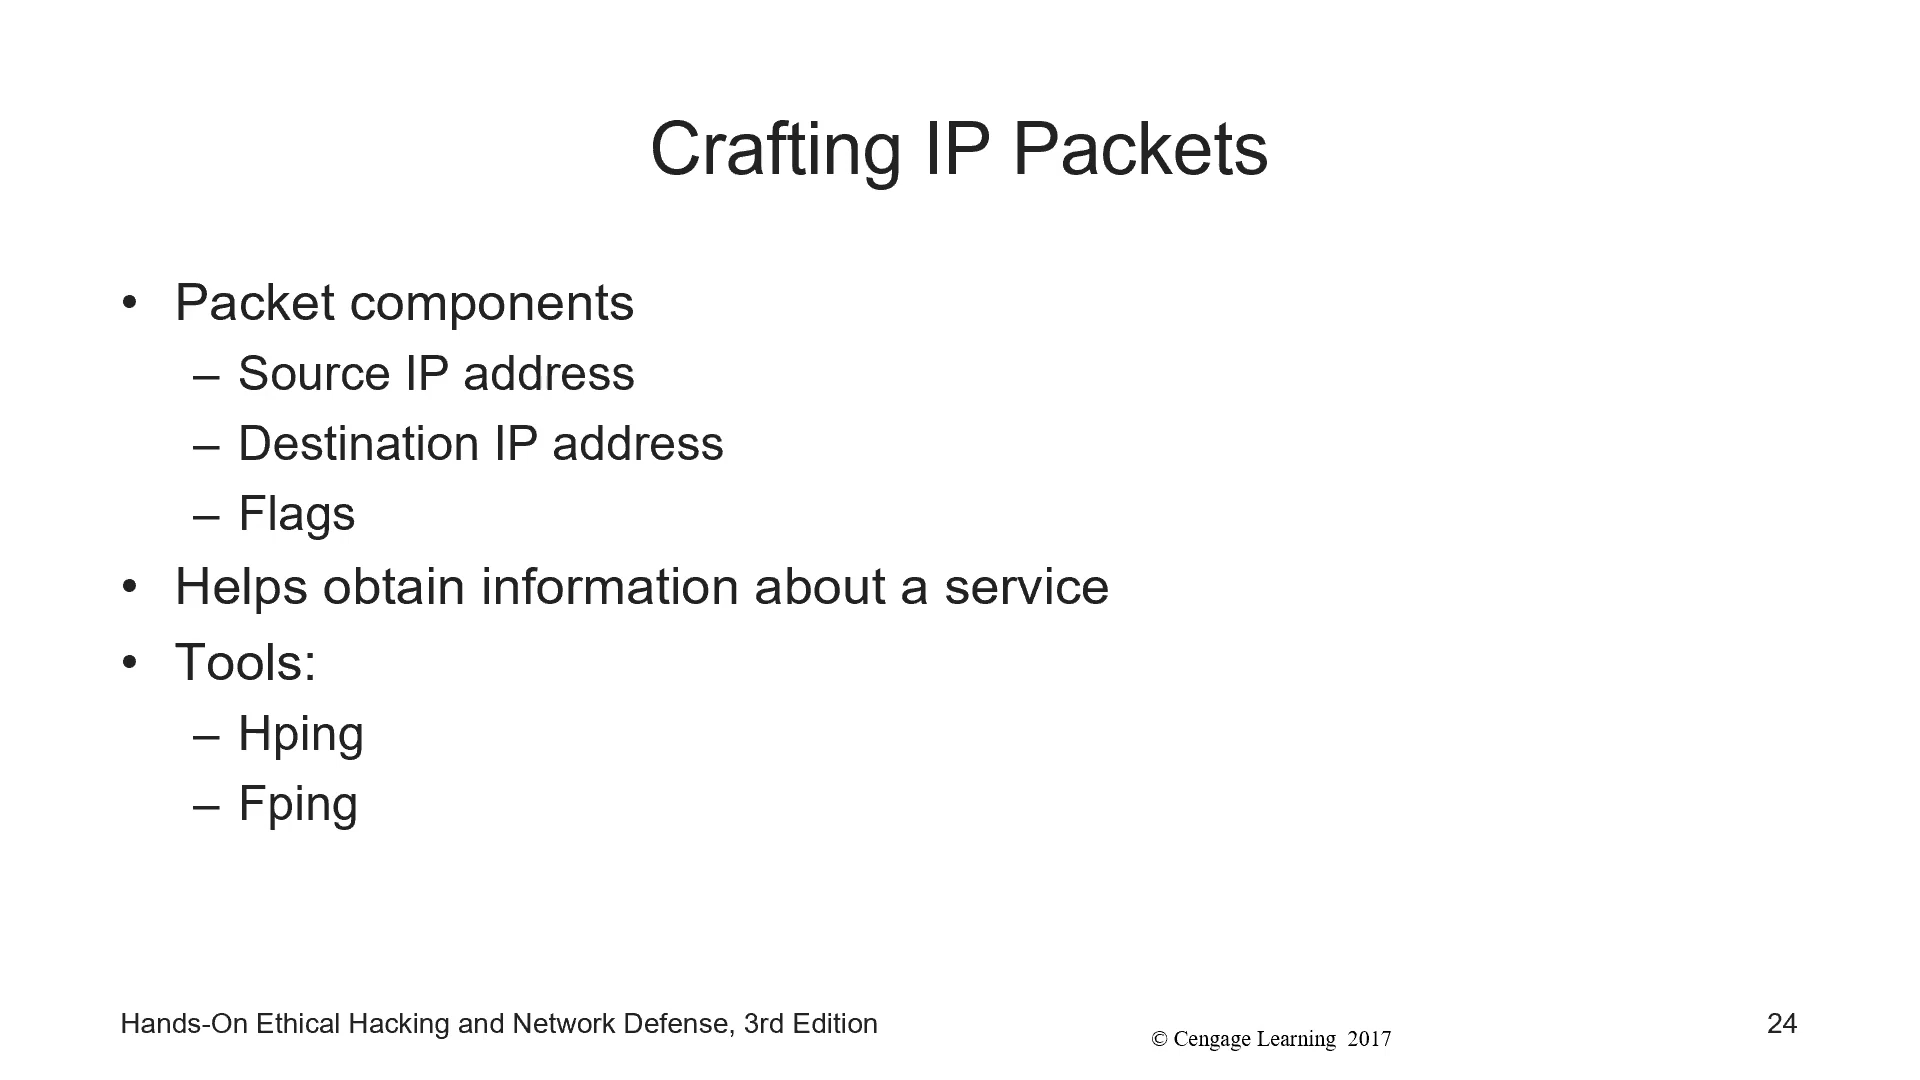 Crafting IP Packets
• Packet components
– Source IP address
– Destination IP address
– Flags
• Helps obtain information about a service
• Tools:
– Hping
– Fping
Hands-On Ethical Hacking and Network Defense, 3rd Edition
© Cengage Learning 2017
24